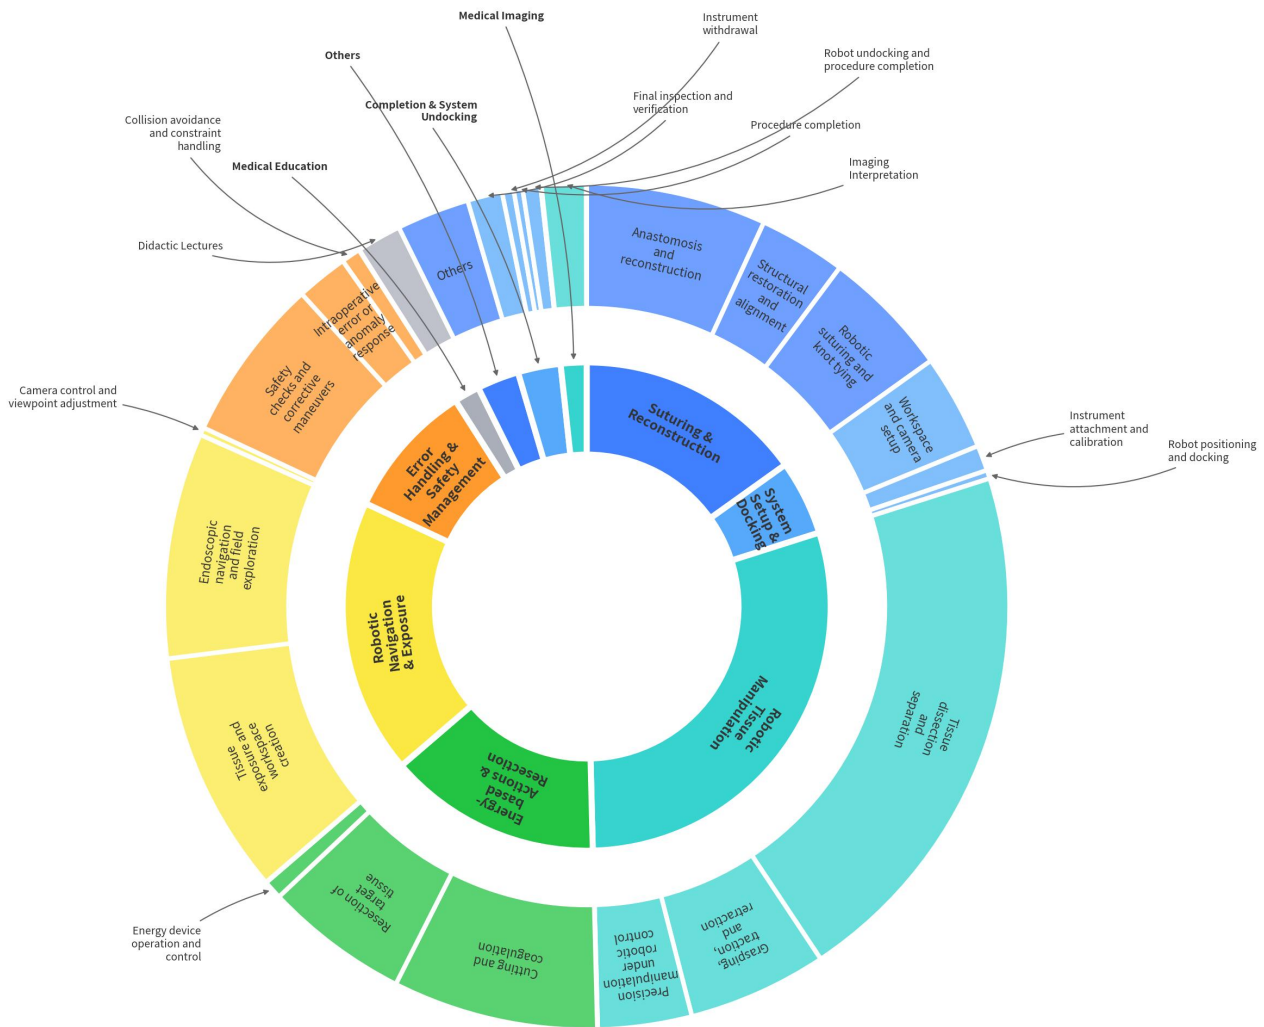 Medical Imaging
Instrument
withdrawal
Others
Robot undocking and
procedure completion
Final inspection and
verification
Completion & System
Undocking
Procedure completion
Collision avoidance
and constraint
handling
Medical Education
Imaging
Interpretation
Didactic Lectures
Others
Anastomosis
and
reconstruction
Structural
restoration
and
alignment
Robotic
suturing and
knot tying
Workspace
and camera
setup
Instrument
attachment and
calibration
Robot positioning
and docking
Intraoperative
error or
anomaly
response
Safety
checks and
corrective
maneuvers
Camera control and
viewpoint adjustment
Suturing &
Reconstruction
System
Setup &
Docking
Error
Handling &
Safety
Management
Endoscopic
navigation
and field
exploration
Robotic
Navigation
& Exposure
Robotic
Tissue
Manipulation
Tissue
dissection
and
separation
Tissue
exposure and
workspace
creation
Energy-
based
Actions &
Resection
Resection of
target
tissue
Energy device
operation and
control
Cutting and
coagulation
Precision
manipulation
under
robotic
control
Grasping,
traction,
and
retraction